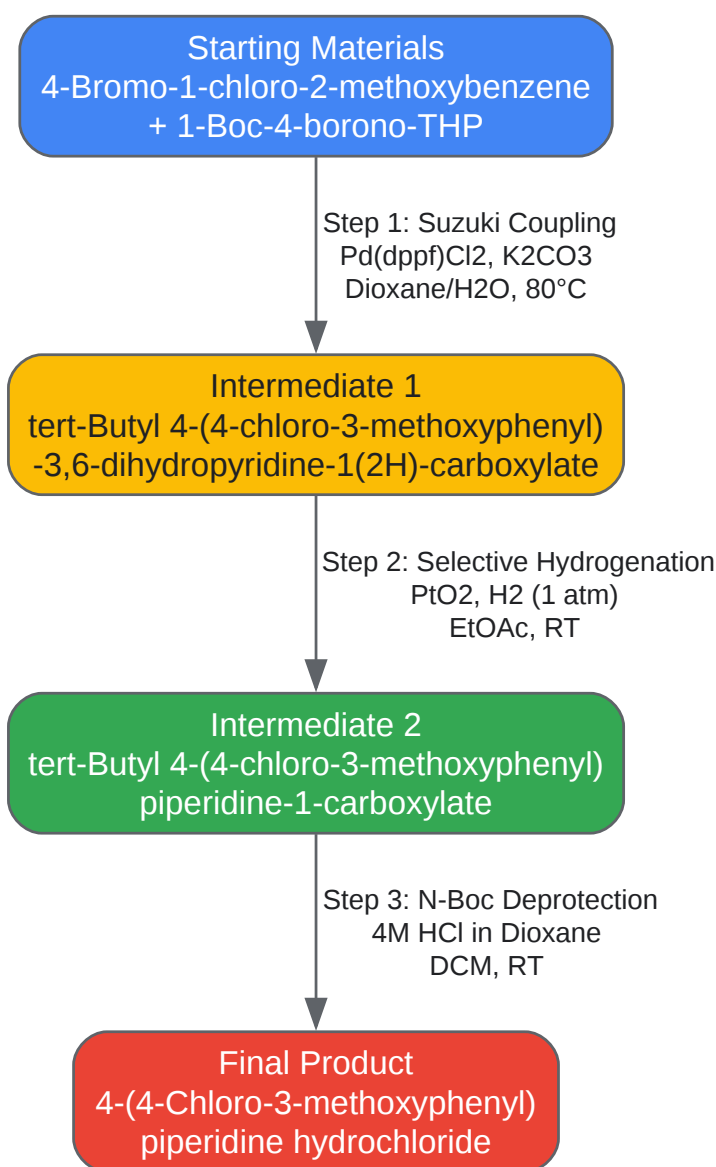 Starting Materials
4-Bromo-1-chloro-2-methoxybenzene
+ 1-Boc-4-borono-THP
Step 1: Suzuki Coupling
Pd(dppf)Cl2, K2CO3
Dioxane/H2O, 80°C
Intermediate 1
tert-Butyl 4-(4-chloro-3-methoxyphenyl)
-3,6-dihydropyridine-1(2H)-carboxylate
Step 2: Selective Hydrogenation
PtO2, H2 (1 atm)
EtOAc, RT
Intermediate 2
tert-Butyl 4-(4-chloro-3-methoxyphenyl)
piperidine-1-carboxylate
Step 3: N-Boc Deprotection
4M HCl in Dioxane
DCM, RT
Final Product
4-(4-Chloro-3-methoxyphenyl)
piperidine hydrochloride